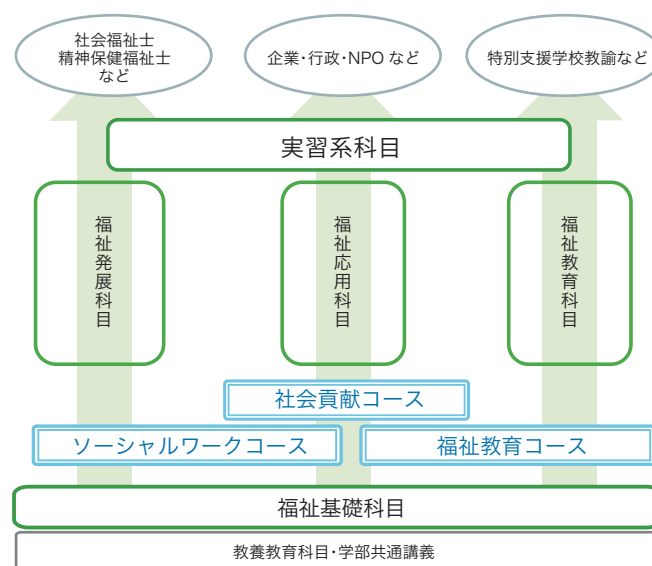 社会福祉士
精神保健福祉士
など
企業・行政・NPO など
特別支援学校教諭など
実習系科目
福祉発展科目
福祉応用科目
福祉教育科目
社会貢献コース
ソーシャルワークコース
福祉教育コース
福祉基礎科目
教養教育科目・学部共通講義